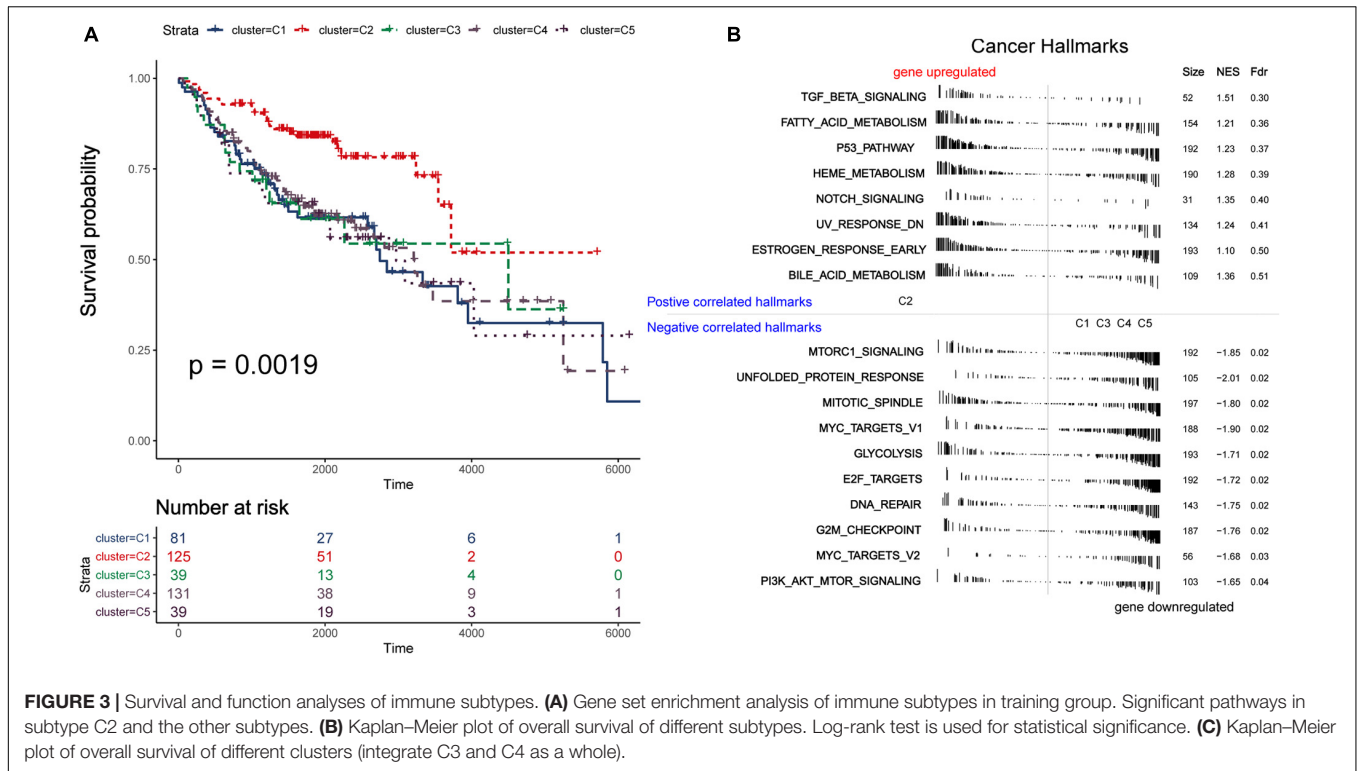 A
Strata cluster=C1 cluster=C2 cluster=C3 cluster=C4 cluster=C5
Survival probability
1.00
0.75
0.50
0.25
0.00
p = 0.0019
0 2000 4000 6000
Time
Number at risk
Strata
cluster=C1 81 27 6 1
cluster=C2 125 51 2 0
cluster=C3 39 13 4 0
cluster=C4 131 38 9 1
cluster=C5 39 19 3 1
0 2000 4000 6000
Time
B
Cancer Hallmarks
gene upregulated Size NES Fdr
TGF_BETA_SIGNALING 52 1.51 0.30
FATTY_ACID_METABOLISM 154 1.21 0.36
P53_PATHWAY 192 1.23 0.37
HEME_METABOLISM 190 1.28 0.39
NOTCH_SIGNALING 31 1.35 0.40
UV_RESPONSE_DN 134 1.24 0.41
ESTROGEN_RESPONSE_EARLY 193 1.10 0.50
BILE_ACID_METABOLISM 109 1.36 0.51
Postive correlated hallmarks C2
Negative correlated hallmarks C1 C3 C4 C5
MTORC1_SIGNALING 192 −1.85 0.02
UNFOLDED_PROTEIN_RESPONSE 105 −2.01 0.02
MITOTIC_SPINDLE 197 −1.80 0.02
MYC_TARGETS_V1 188 −1.90 0.02
GLYCOLYSIS 193 −1.71 0.02
E2F_TARGETS 192 −1.72 0.02
DNA_REPAIR 143 −1.75 0.02
G2M_CHECKPOINT 187 −1.76 0.02
MYC_TARGETS_V2 56 −1.68 0.03
PI3K_AKT_MTOR_SIGNALING 103 −1.65 0.04
gene downregulated
FIGURE 3 | Survival and function analyses of immune subtypes. (A) Gene set enrichment analysis of immune subtypes in training group. Significant pathways in
subtype C2 and the other subtypes. (B) Kaplan–Meier plot of overall survival of different subtypes. Log-rank test is used for statistical significance. (C) Kaplan–Meier
plot of overall survival of different clusters (integrate C3 and C4 as a whole).